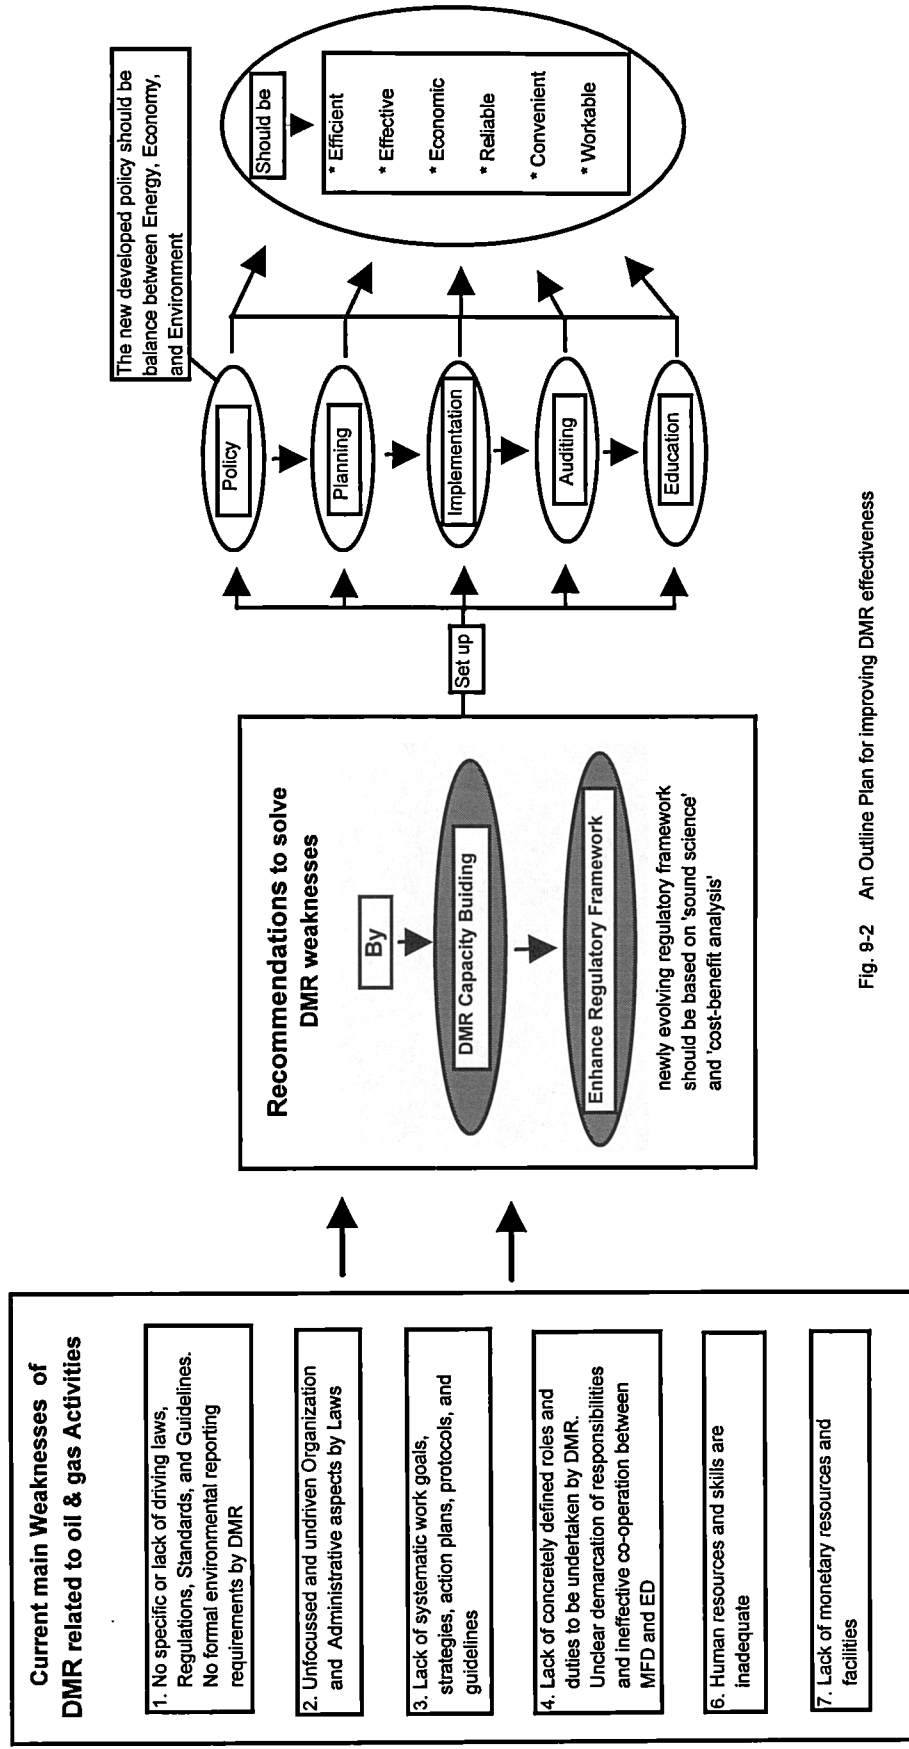 Current main Weaknesses of
DMR related to oil & gas Activities
1. No specific or lack of driving laws,
Regulations, Standards, and Guidelines.
No formal environmental reporting
requirements by DMR
2. Unfocussed and undriven Organization
and Administrative aspects by Laws
3. Lack of systematic work goals,
strategies, action plans, protocols, and
guidelines
4. Lack of concretely defined roles and
duties to be undertaken by DMR.
Unclear demarcation of responsibilities
and ineffective co-operation between
MFD and ED
6. Human resources and skills are
inadequate
7. Lack of monetary resources and
facilities
Recommendations to solve
DMR weaknesses
By
DMR Capacity Buiding
Enhance Regulatory Framework
newly evolving regulatory framework
should be based on 'sound science'
and 'cost-benefit analysis'
Set up
Policy
Planning
Implementation
Auditing
Education
The new developed policy should be
balance between Energy, Economy,
and Environment
Should be
* Efficient
* Effective
* Economic
* Reliable
* Convenient
* Workable
Fig. 9-2 An Outline Plan for improving DMR effectiveness